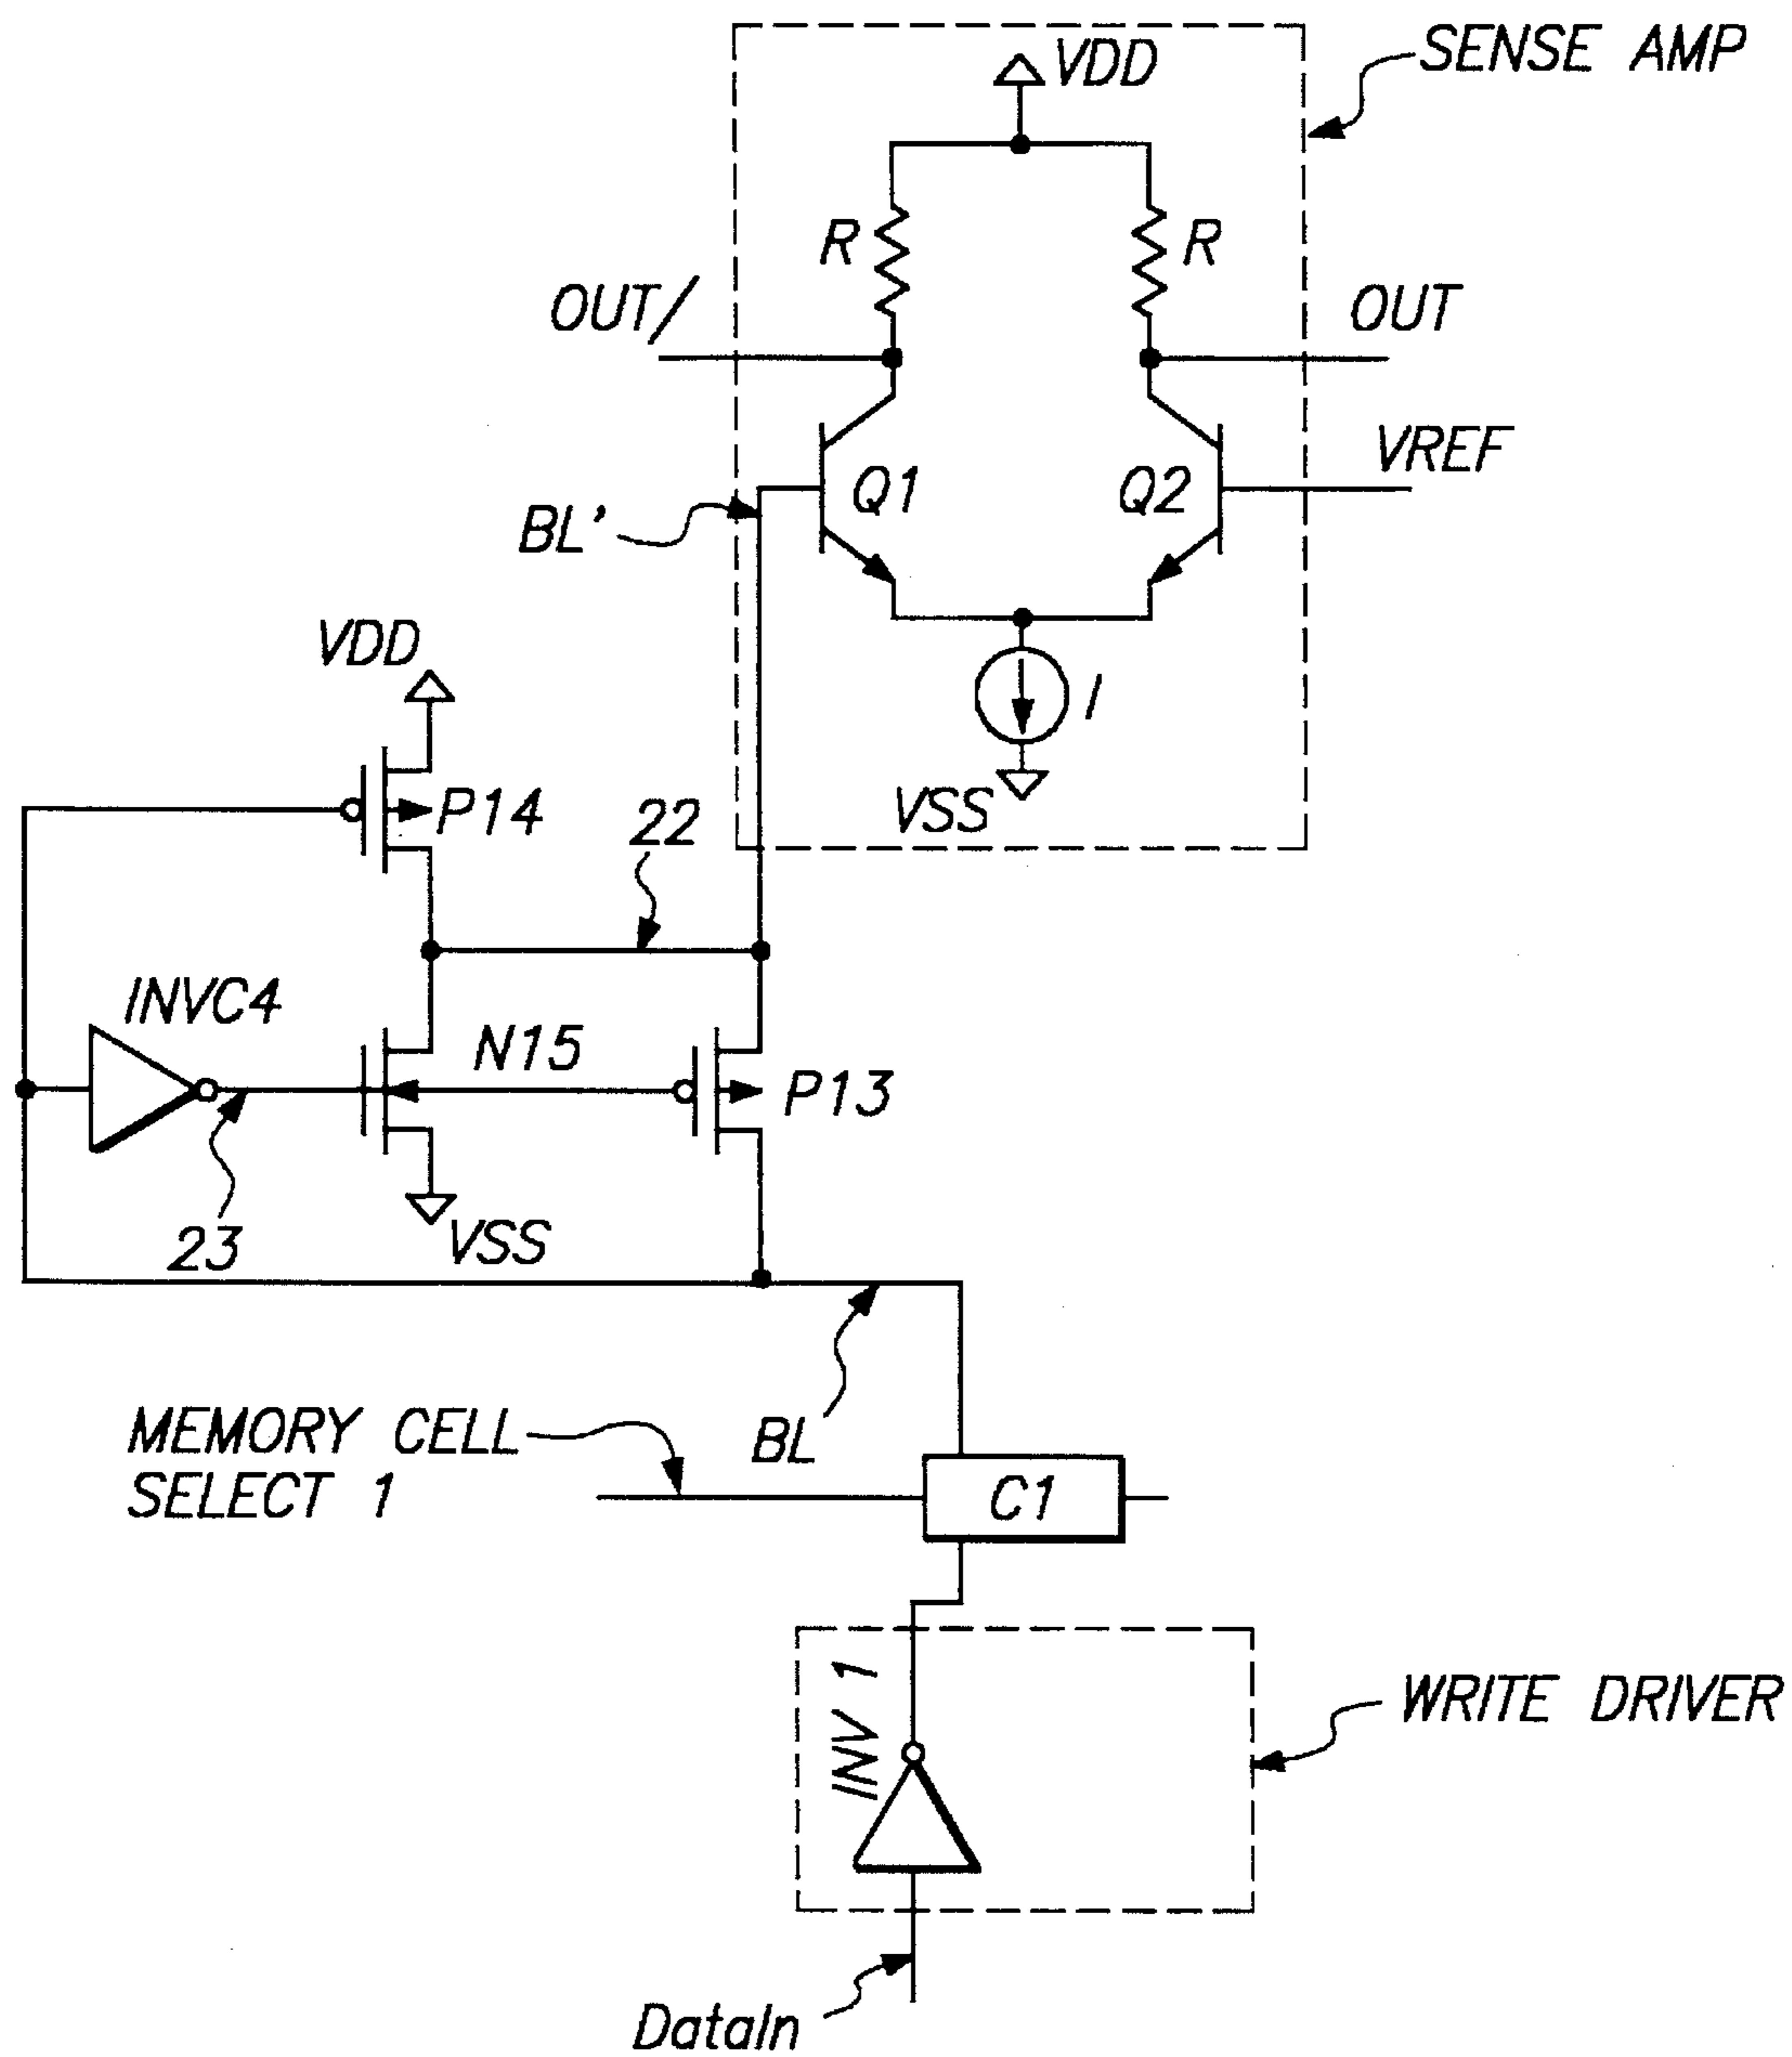 SENSE AMP
VDD
R
R
OUT/
OUT
VREF
Q1
Q2
BL'
VDD
I
P14
22
VSS
INVC4
N15
P13
23
VSS
MEMORY CELL
SELECT 1
BL
C1
INV 1
WRITE DRIVER
DataIn